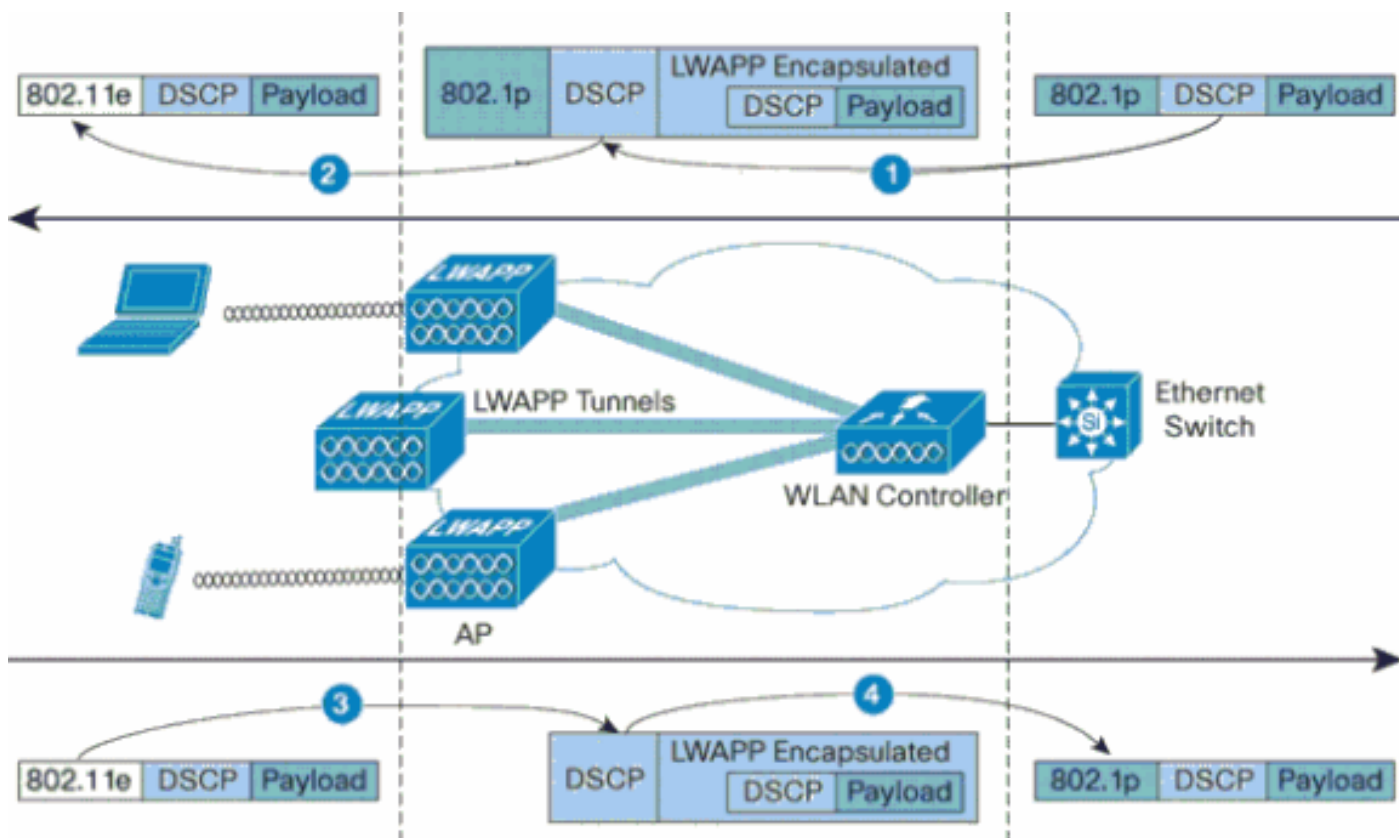 802.11e DSCP Payload
802.1p DSCP LWAPP Encapsulated
DSCP Payload
802.1p DSCP Payload
2
1
LWAPP
LWAPP
LWAPP Tunnels
LWAPP
AP
WLAN Controller
SI
Ethernet
Switch
3
4
802.11e DSCP Payload
DSCP LWAPP Encapsulated
DSCP Payload
802.1p DSCP Payload